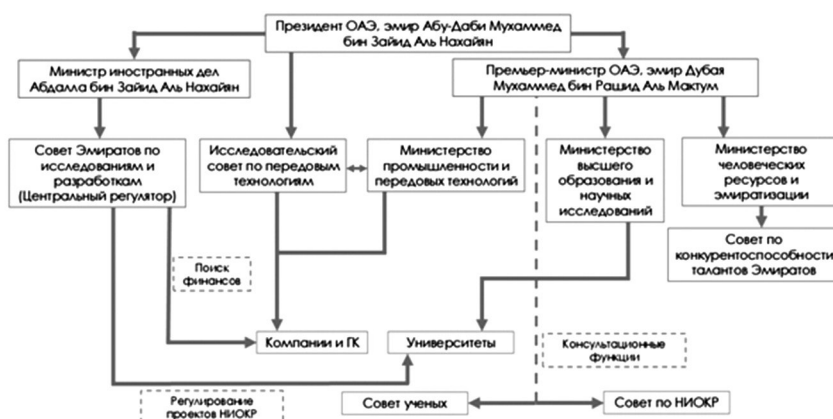 Президент ОАЭ, эмир Абу-Даби Мухаммед
бин Зайид Аль Нахайян
Министр иностранных дел
Абдалла бин Зайид Аль Нахайян
Премьер-министр ОАЭ, эмир Дубая
Мухаммед бин Рашид Аль Мактум
Совет Эмиратов по
исследованиям и
разработкам
(Центральный регулятор)
Исследовательский
совет по передовым
технологиям
Министерство
промышленности и
передовых технологий
Министерство
высшего
образования и
научных
исследований
Министерство
человеческих
ресурсов и
эмиратизации
Совет по
конкурентоспособности
талантов Эмиратов
Поиск
финансов
Компании и ГК
Университеты
Консультационные
функции
Регулирование
проектов НИОКР
Совет ученых
Совет по НИОКР